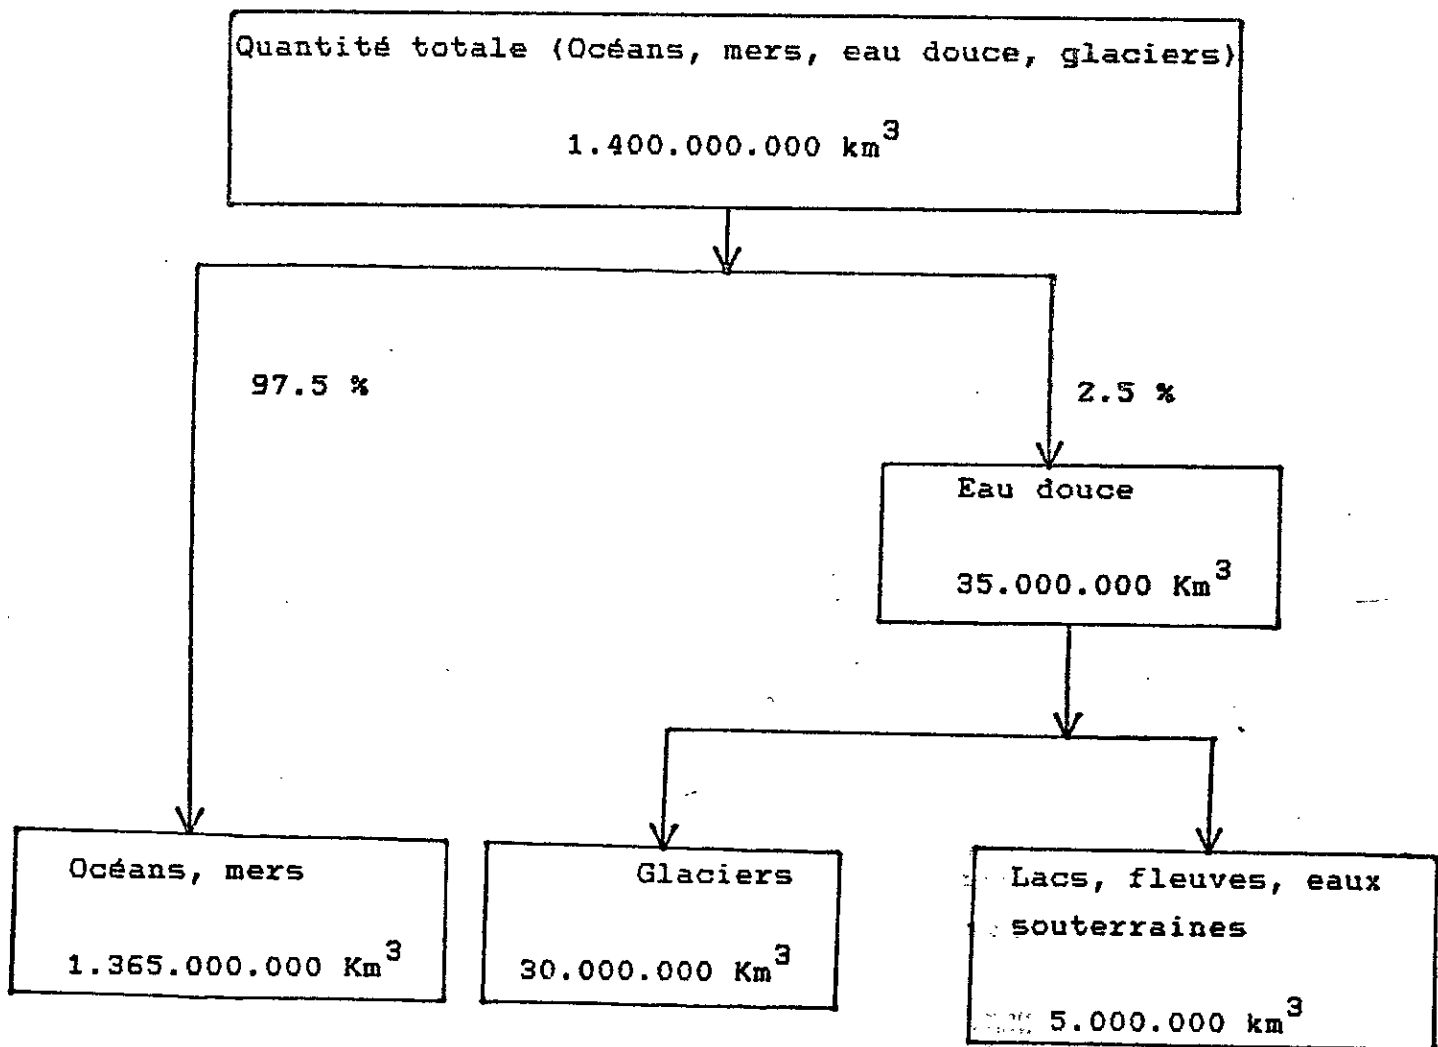 Quantité totale (Océans, mers, eau douce, glaciers)
1.400.000.000 km³
97.5 %
2.5 %
Eau douce
35.000.000 Km³
Océans, mers
1.365.000.000 Km³
Glaciers
30.000.000 Km³
Lacs, fleuves, eaux
souterraines
5.000.000 km³